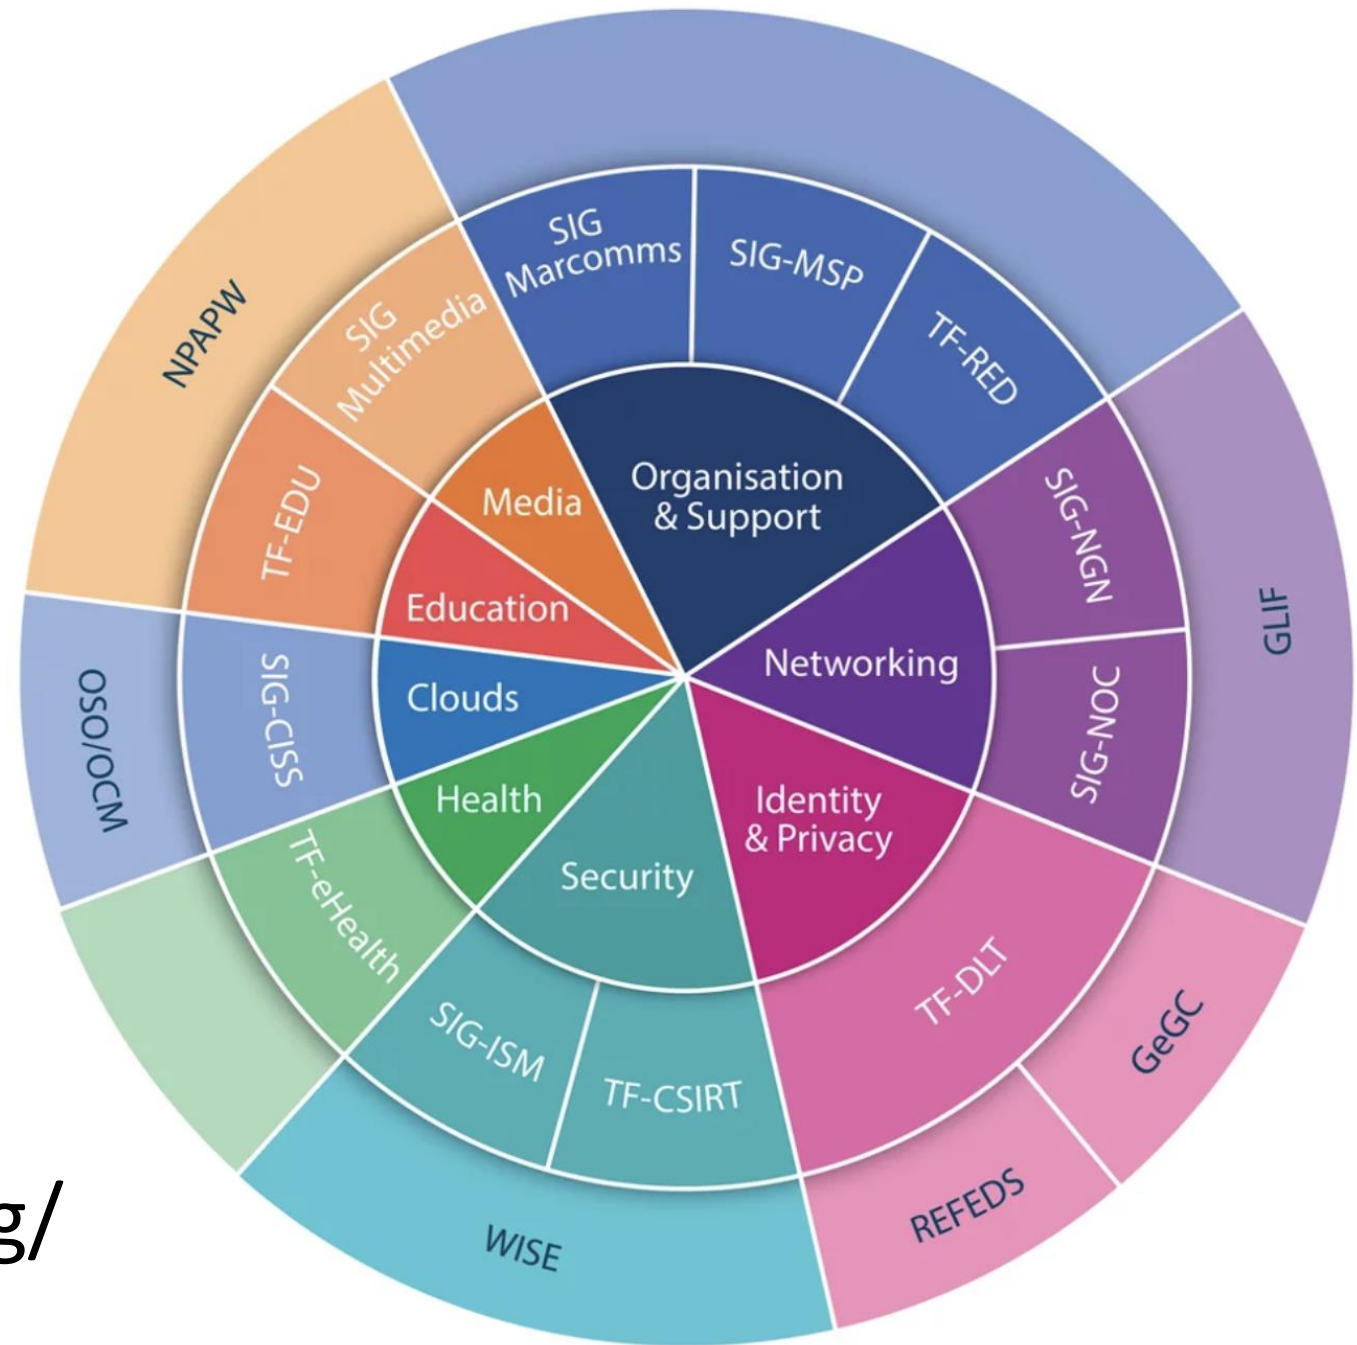 SIG
Marcomms
SIG-MSP
TF-RED
SIG
Multimedia
NPAPW
TF-EDU
SIG-NGN
SIG-NOC
GLIF
Organisation
& Support
Media
Education
Networking
Clouds
Health
Identity
& Privacy
Security
OSO/OCM
SIG-CISS
TF-eHealth
SIG-ISM
TF-CSIRT
TF-DLT
GeGC
REFEDS
WISE
g/